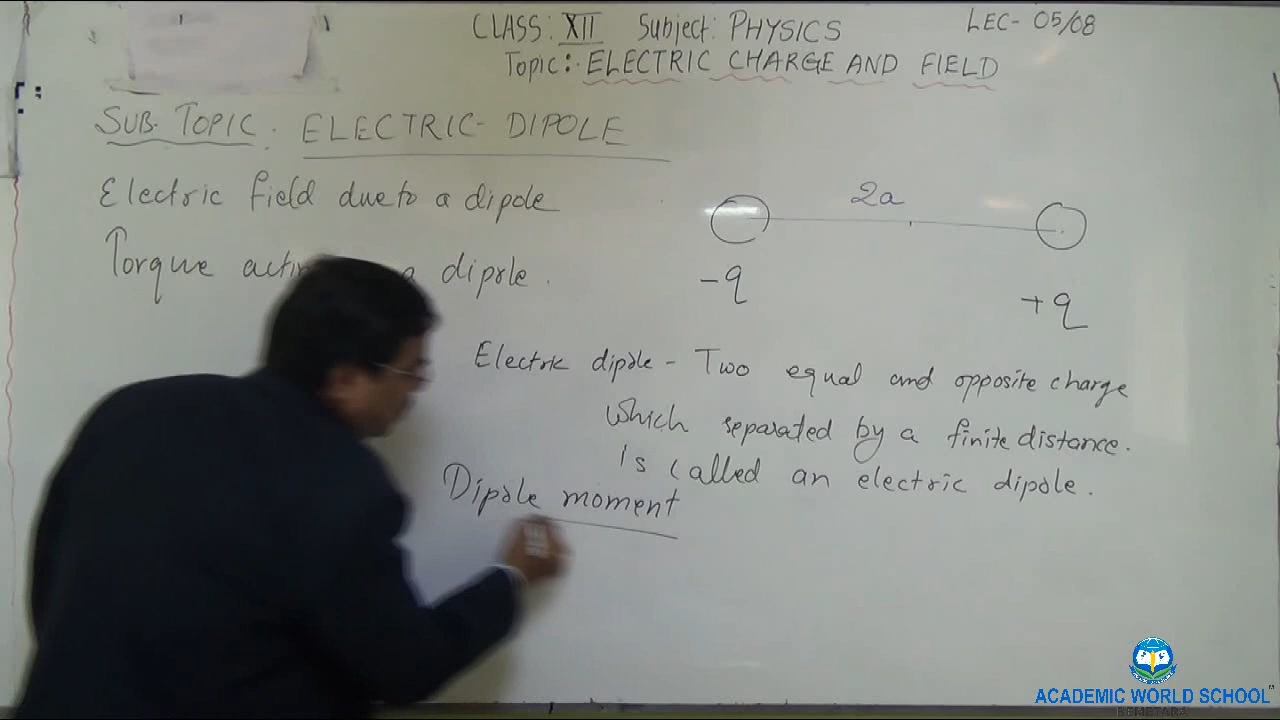 CLASS: XII Subject: PHYSICS
LEC- 05/08
Topic:- ELECTRIC CHARGE AND FIELD
SUB. TOPIC: ELECTRIC- DIPOLE
Electric field due to a dipole
Torque a dipole.
2a
-q
+q
Electric dipole - Two equal and opposite charge
which separated by a finite distance.
is called an electric dipole.
Dipole moment
ACADEMIC WORLD SCHOOL
BEMETARA